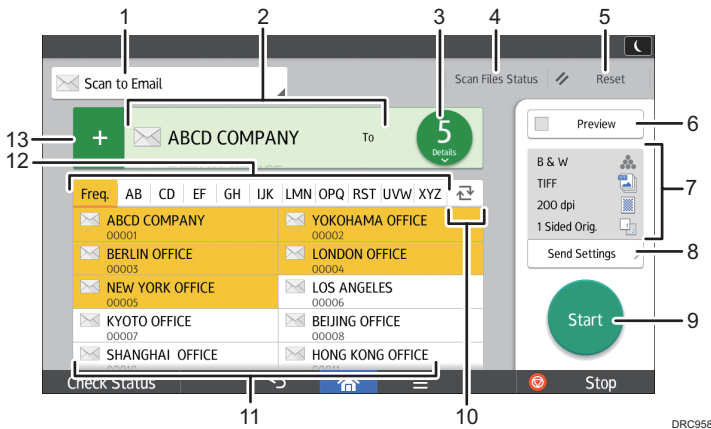 1 2 3 4 5
Scan to Email
Scan Files Status
Reset
+ ABCD COMPANY To 5 Details
Preview
6
13
12
B & W
TIFF
200 dpi
1 Sided Orig.
7
Freq. AB CD EF GH IJK LMN OPQ RST UVW XYZ
ABCD COMPANY
00001
YOKOHAMA OFFICE
00002
BERLIN OFFICE
00003
LONDON OFFICE
00004
NEW YORK OFFICE
00005
LOS ANGELES
00006
KYOTO OFFICE
00007
BEIJING OFFICE
00008
SHANGHAI OFFICE
HONG KONG OFFICE
Send Settings
8
Start
9
Check Status
Stop
11
10
DRC958